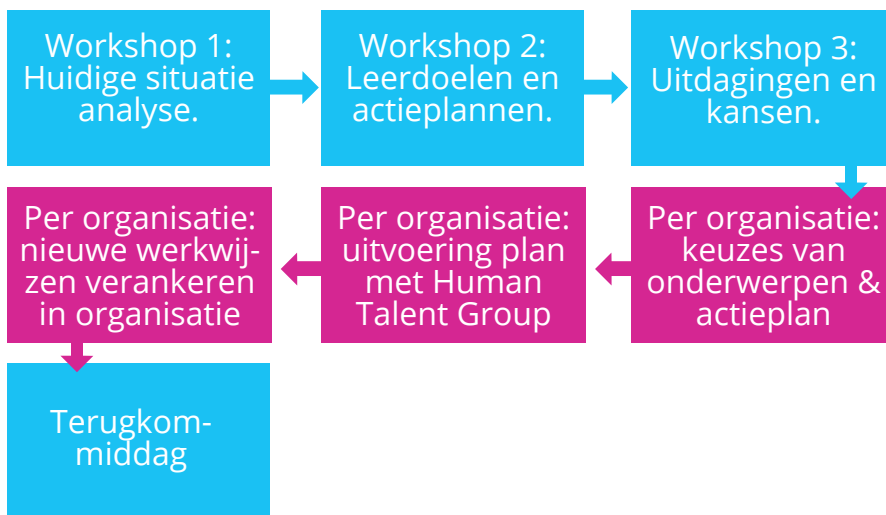 Workshop 1:
Huidige situatie
analyse.
Workshop 2:
Leerdoelen en
actieplannen.
Workshop 3:
Uitdagingen en
kansen.
Per organisatie:
keuzes van
onderwerpen &
actieplan
Per organisatie:
uitvoering plan
met Human
Talent Group
Per organisatie:
nieuwe werkwij-
zen verankeren
in organisatie
Terugkom-
middag